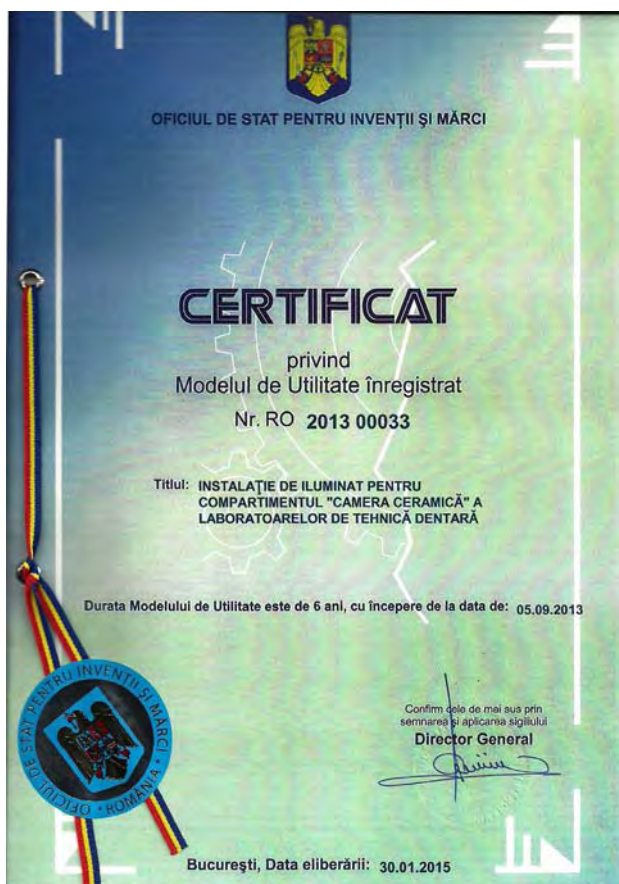 OFICIUL DE STAT PENTRU INVENŢII ŞI MĂRCI
CERTIFICAT
privind
Modelul de Utilitate înregistrat
Nr. RO 2013 00033
Titlul: INSTALAŢIE DE ILUMINAT PENTRU
COMPARTIMENTUL "CAMERA CERAMICĂ" A
LABORATOARELOR DE TEHNICĂ DENTARĂ
Durata Modelului de Utilitate este de 6 ani, cu începere de la data de: 05.09.2013
OFICIUL DE STAT PENTRU INVENŢII ŞI MĂRCI • ROMÂNIA •
Confirm cele de mai sus prin
semnarea şi aplicarea sigiliului
Director General
Bucureşti, Data eliberării: 30.01.2015